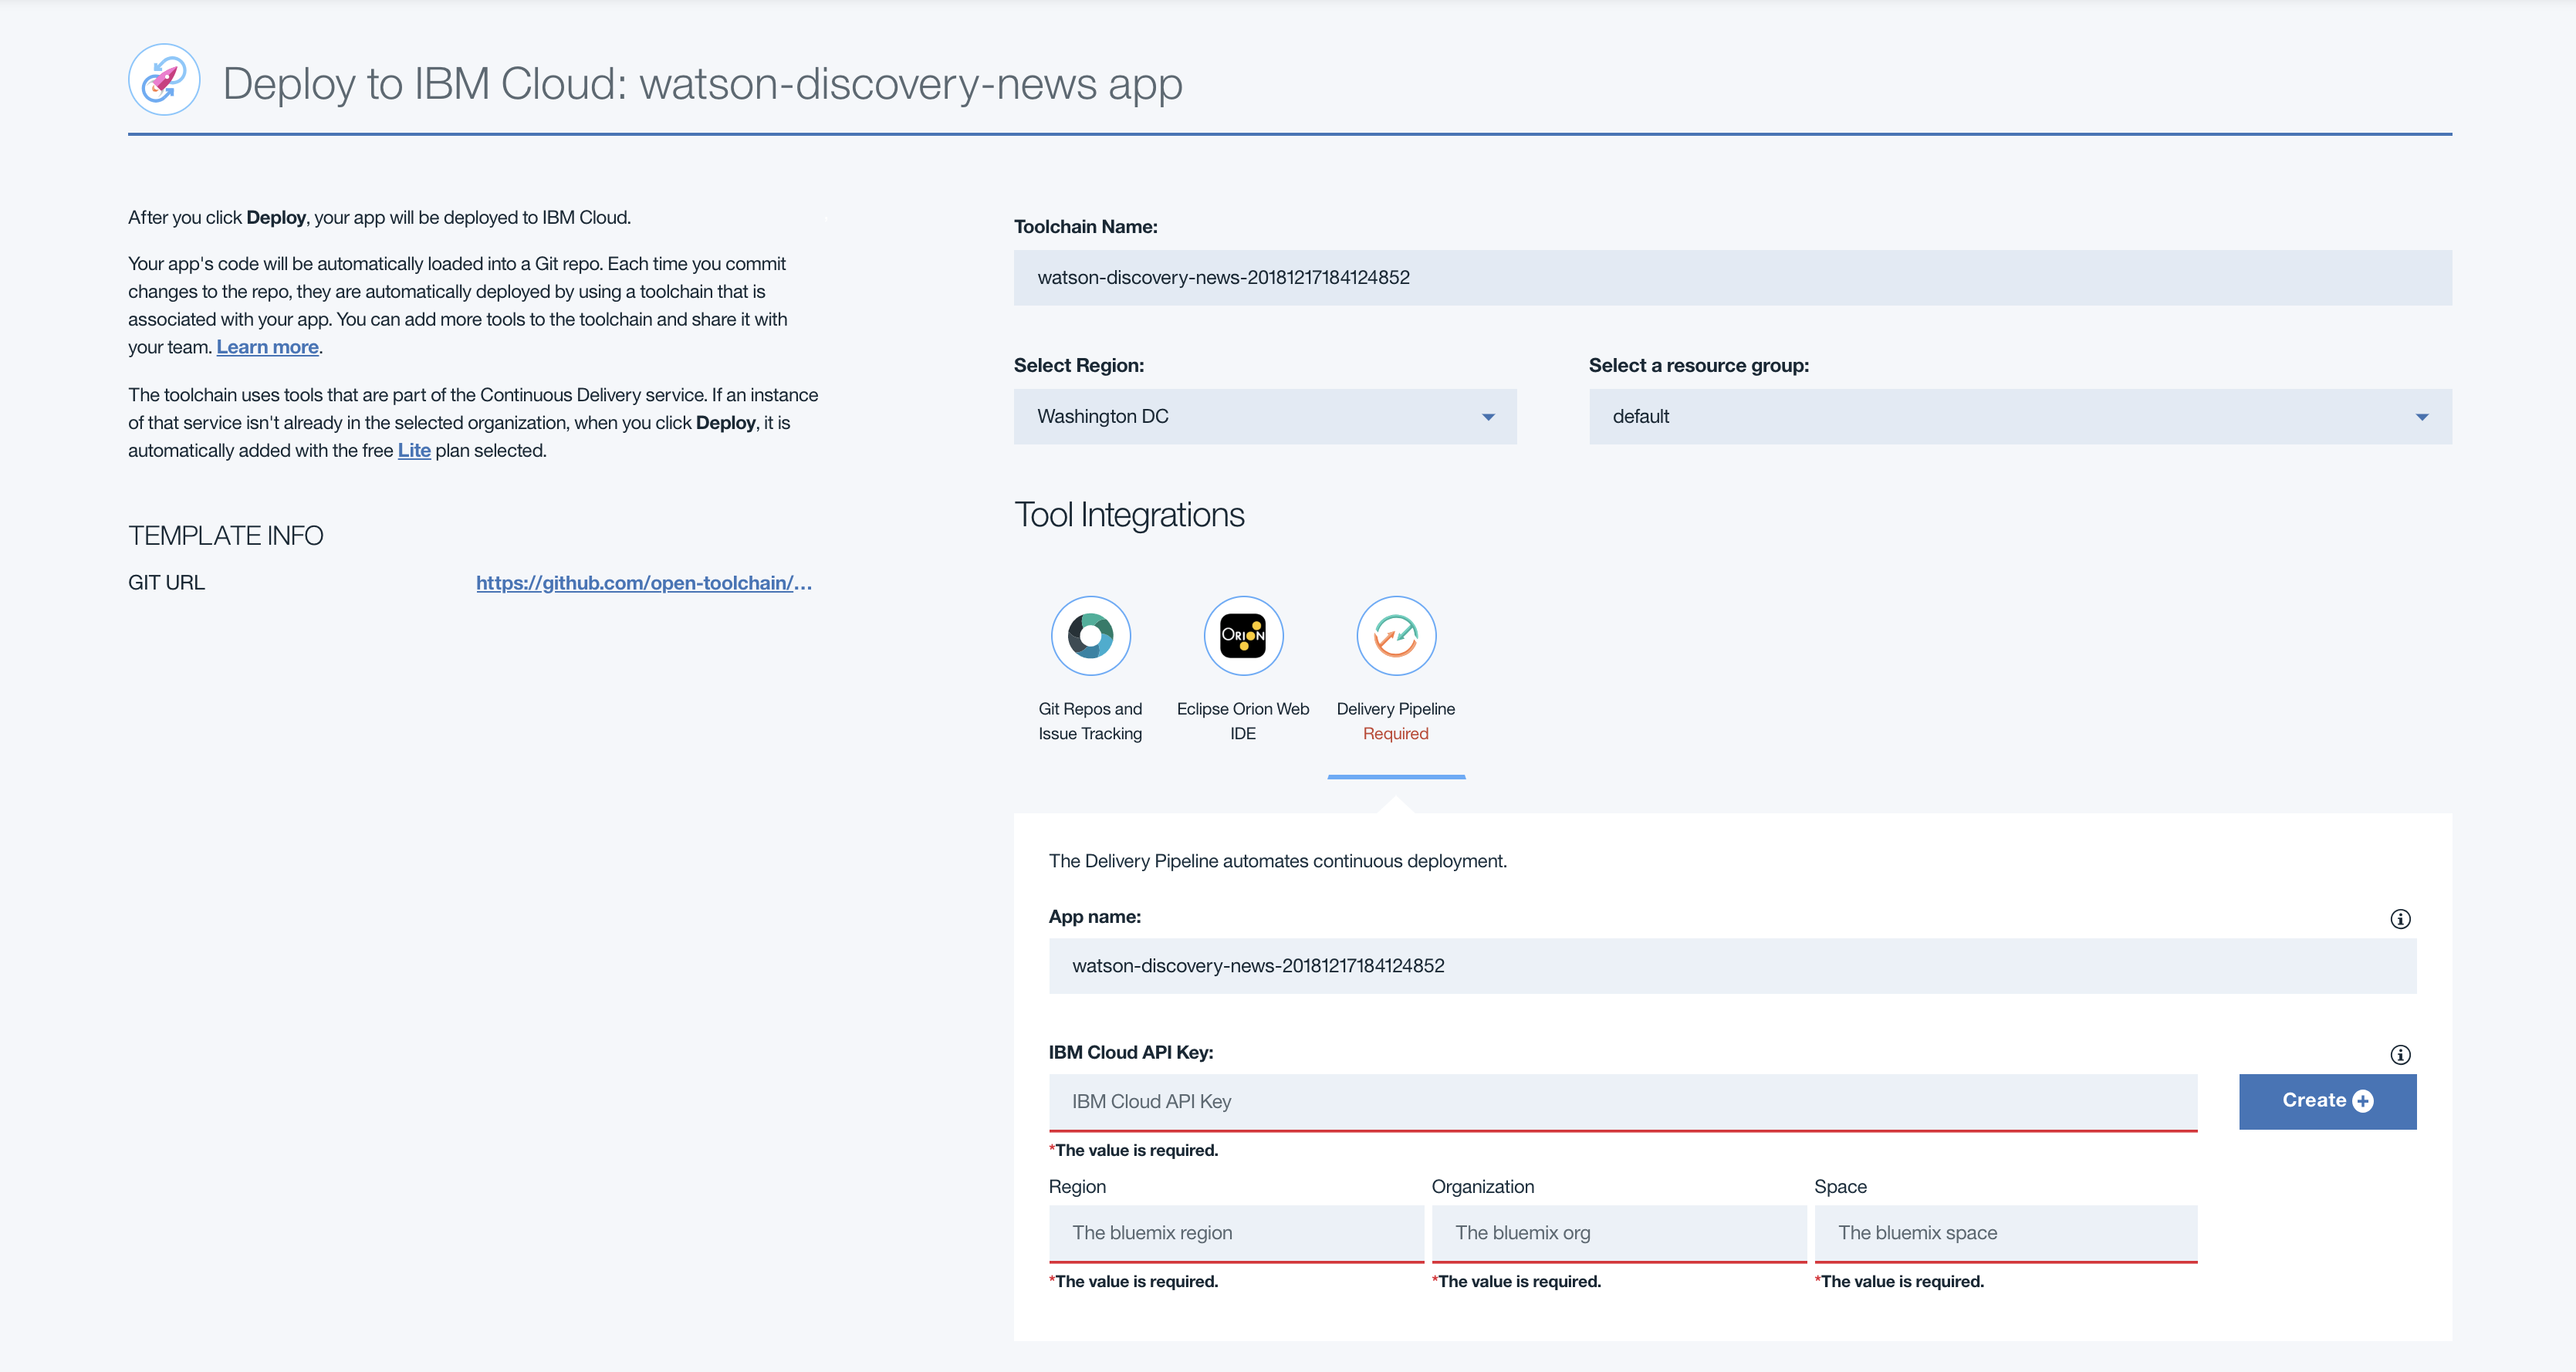 Deploy to IBM Cloud: watson-discovery-news app
After you click Deploy, your app will be deployed to IBM Cloud.
Your app's code will be automatically loaded into a Git repo. Each time you commit
changes to the repo, they are automatically deployed by using a toolchain that is
associated with your app. You can add more tools to the toolchain and share it with
your team. Learn more.
The toolchain uses tools that are part of the Continuous Delivery service. If an instance
of that service isn't already in the selected organization, when you click Deploy, it is
automatically added with the free Lite plan selected.
TEMPLATE INFO
GIT URL https://github.com/open-toolchain/...
Toolchain Name:
watson-discovery-news-20181217184124852
Select Region: Select a resource group:
Washington DC default
Tool Integrations
ORION
Git Repos and
Issue Tracking
Eclipse Orion Web
IDE
Delivery Pipeline
Required
The Delivery Pipeline automates continuous deployment.
App name:
watson-discovery-news-20181217184124852
IBM Cloud API Key:
IBM Cloud API Key
Create
*The value is required.
Region Organization Space
The bluemix region The bluemix org The bluemix space
*The value is required. *The value is required. *The value is required.